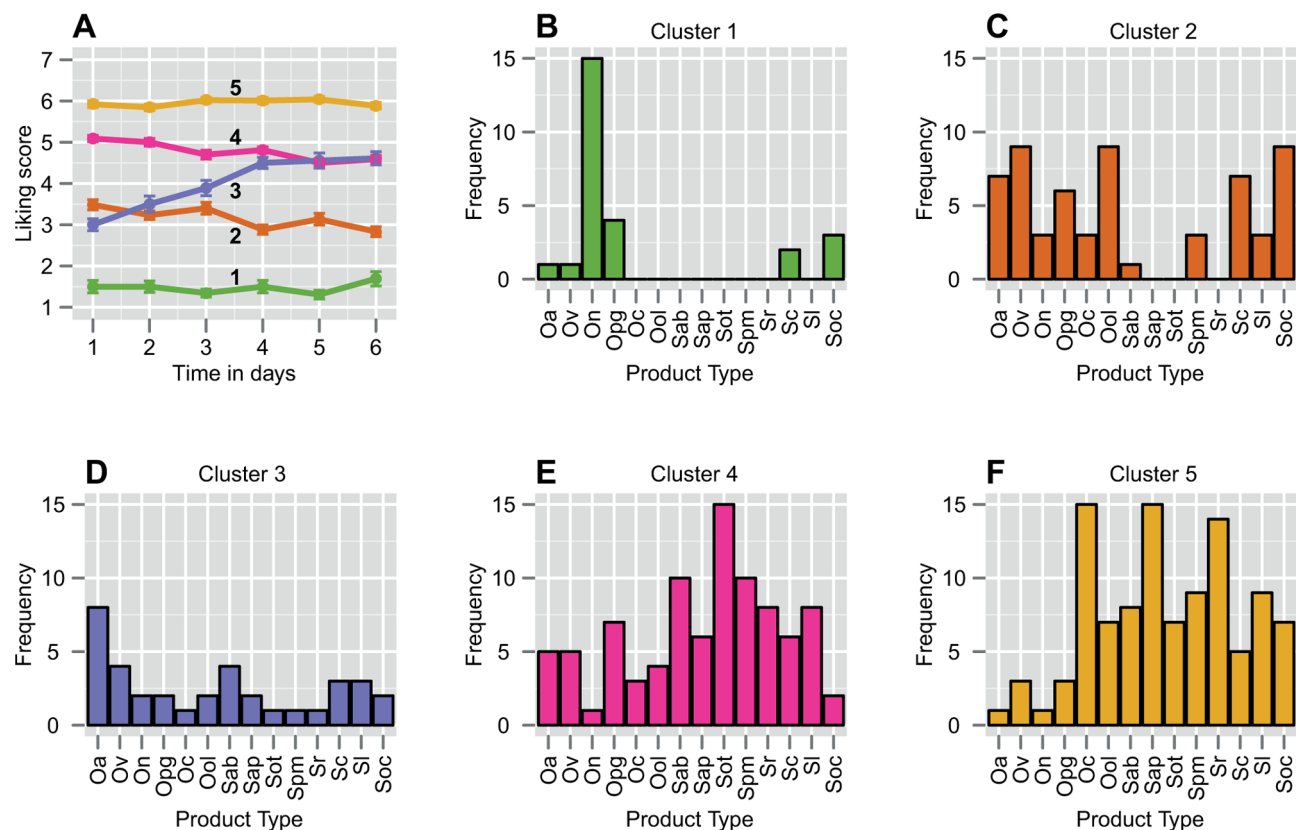 A
7
6
5
4
3
2
1
Liking score
5
4
3
2
1
1 2 3 4 5 6
Time in days
B
Cluster 1
15
10
5
0
Frequency
Oa Ov On Opg Oc Ool Sab Sap Sot Spm Sr Sc Sl Soc
Product Type
C
Cluster 2
15
10
5
0
Frequency
Oa Ov On Opg Oc Ool Sab Sap Sot Spm Sr Sc Sl Soc
Product Type
D
Cluster 3
15
10
5
0
Frequency
Oa Ov On Opg Oc Ool Sab Sap Sot Spm Sr Sc Sl Soc
Product Type
E
Cluster 4
15
10
5
0
Frequency
Oa Ov On Opg Oc Ool Sab Sap Sot Spm Sr Sc Sl Soc
Product Type
F
Cluster 5
15
10
5
0
Frequency
Oa Ov On Opg Oc Ool Sab Sap Sot Spm Sr Sc Sl Soc
Product Type